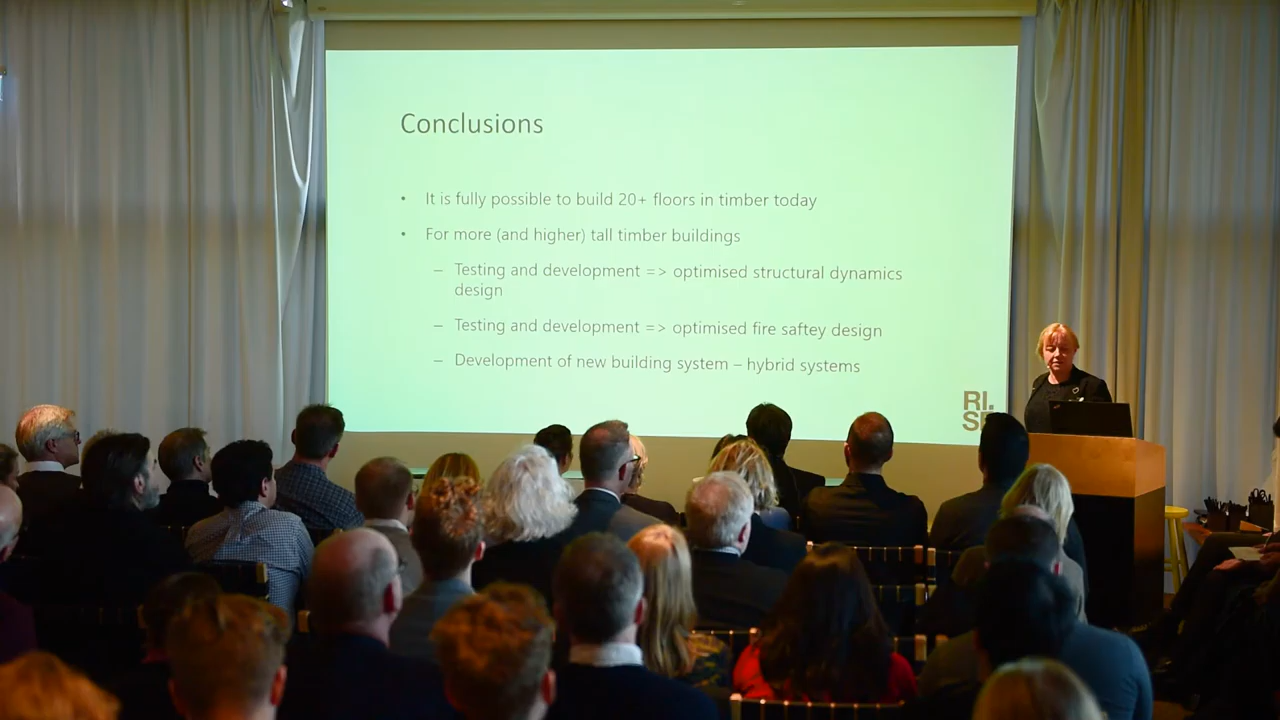 Conclusions
• It is fully possible to build 20+ floors in timber today
• For more (and higher) tall timber buildings
– Testing and development => optimised structural dynamics
design
– Testing and development => optimised fire saftey design
– Development of new building system – hybrid systems
RI.